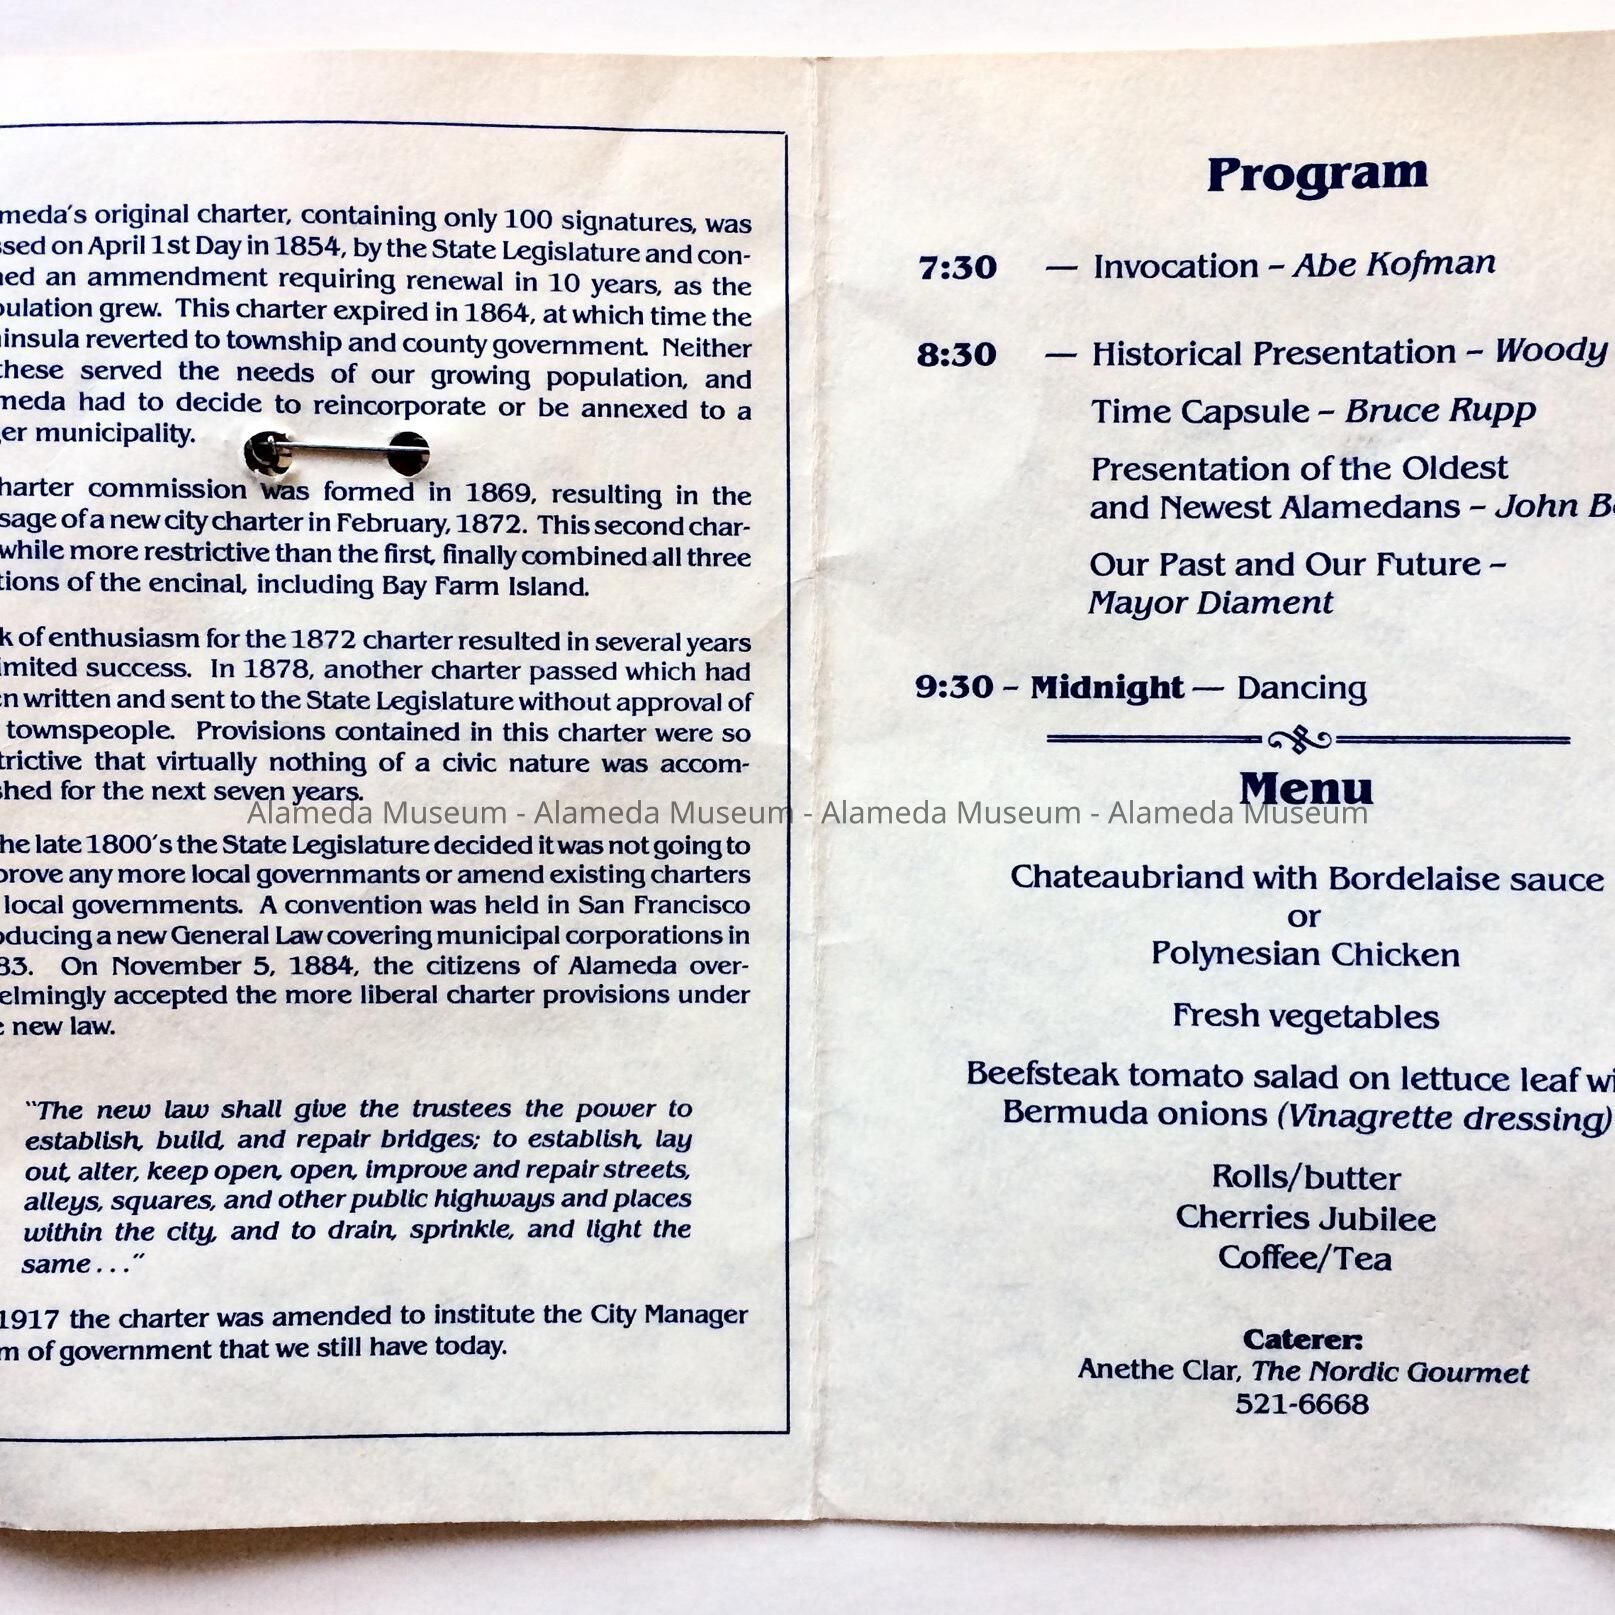 meda's original charter, containing only 100 signatures, was
ssed on April 1st Day in 1854, by the State Legislature and con-
ned an ammendment requiring renewal in 10 years, as the
pulation grew. This charter expired in 1864, at which time the
insula reverted to township and county government. Neither
these served the needs of our growing population, and
meda had to decide to reincorporate or be annexed to a
er municipality.
harter commission was formed in 1869, resulting in the
sage of a new city charter in February, 1872. This second char-
while more restrictive than the first, finally combined all three
tions of the encinal, including Bay Farm Island.
k of enthusiasm for the 1872 charter resulted in several years
imited success. In 1878, another charter passed which had
en written and sent to the State Legislature without approval of
townspeople. Provisions contained in this charter were so
trictive that virtually nothing of a civic nature was accom-
shed for the next seven years.
he late 1800's the State Legislature decided it was not going to
prove any more local governmants or amend existing charters
local governments. A convention was held in San Francisco
oducing a new General Law covering municipal corporations in
83. On November 5, 1884, the citizens of Alameda over-
elmingly accepted the more liberal charter provisions under
e new law.
"The new law shall give the trustees the power to
establish, build, and repair bridges; to establish, lay
out, alter, keep open, open, improve and repair streets,
alleys, squares, and other public highways and places
within the city, and to drain, sprinkle, and light the
same . . ."
1917 the charter was amended to institute the City Manager
m of government that we still have today.
Program
7:30 — Invocation – Abe Kofman
8:30 — Historical Presentation – Woody
Time Capsule – Bruce Rupp
Presentation of the Oldest
and Newest Alamedans – John B
Our Past and Our Future –
Mayor Diament
9:30 – Midnight — Dancing
Menu
Alameda Museum - Alameda Museum - Alameda Museum - Alameda Museum
Chateaubriand with Bordelaise sauce
or
Polynesian Chicken
Fresh vegetables
Beefsteak tomato salad on lettuce leaf wi
Bermuda onions (Vinagrette dressing)
Rolls/butter
Cherries Jubilee
Coffee/Tea
Caterer:
Anethe Clar, The Nordic Gourmet
521-6668